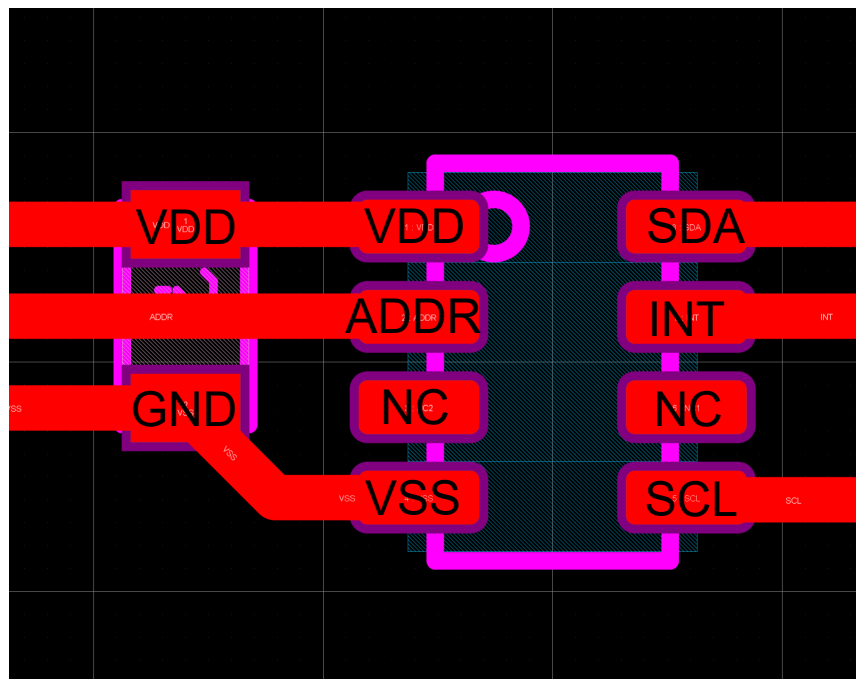 VDD
VDD
SDA
ADDR
ADDR
INT
INT
VSS
GND
NC
NC
VSS
VSS
VSS
SCL
SCL